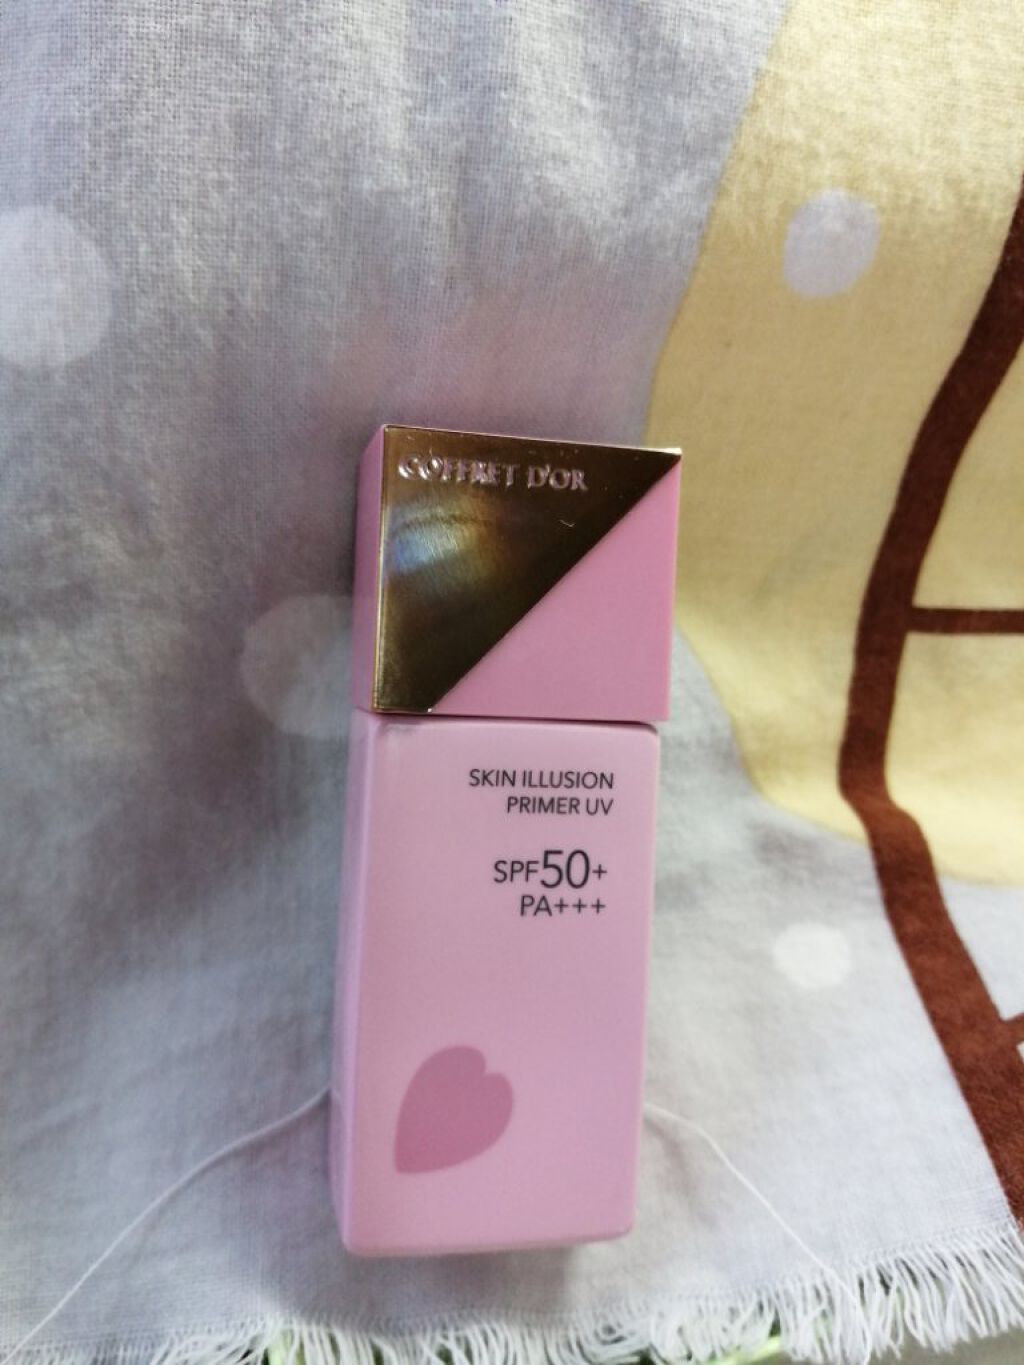 COFFRET D'OR
SKIN ILLUSION
PRIMER UV
SPF50+
PA+++